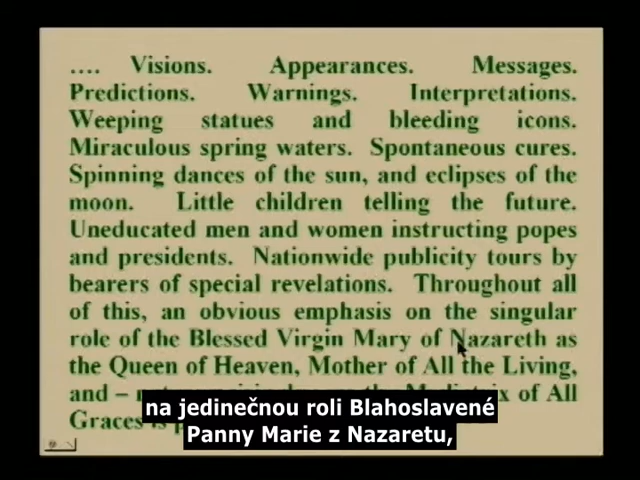 .... Visions. Appearances. Messages.
Predictions. Warnings. Interpretations.
Weeping statues and bleeding icons.
Miraculous spring waters. Spontaneous cures.
Spinning dances of the sun, and eclipses of the
moon. Little children telling the future.
Uneducated men and women instructing popes
and presidents. Nationwide publicity tours by
bearers of special revelations. Throughout all
of this, an obvious emphasis on the singular
role of the Blessed Virgin Mary of Nazareth as
the Queen of Heaven, Mother of All the Living,
and – Mediatrix of All
Graces
na jedinečnou roli Blahoslavené
Panny Marie z Nazaretu,